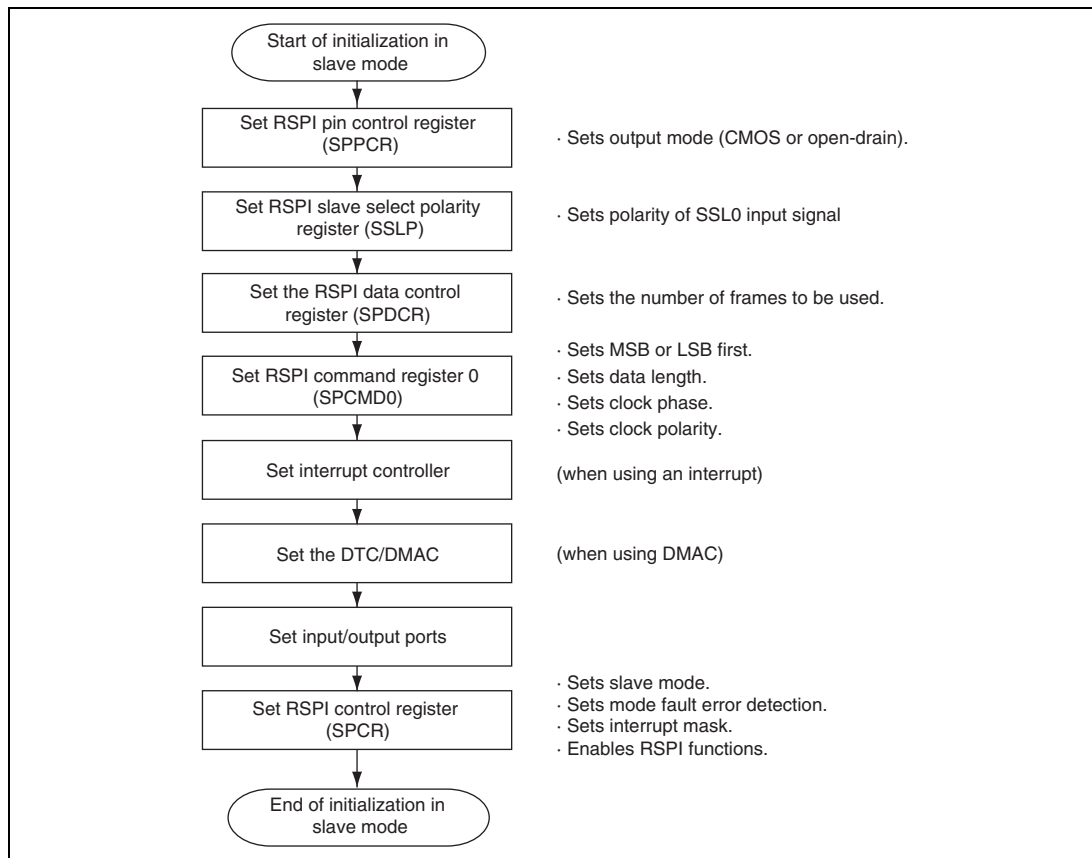 Start of initialization in
slave mode
Set RSPI pin control register
(SPPCR)
· Sets output mode (CMOS or open-drain).
Set RSPI slave select polarity
register (SSLP)
· Sets polarity of SSL0 input signal
Set the RSPI data control
register (SPDCR)
· Sets the number of frames to be used.
Set RSPI command register 0
(SPCMD0)
· Sets MSB or LSB first.
· Sets data length.
· Sets clock phase.
· Sets clock polarity.
Set interrupt controller
(when using an interrupt)
Set the DTC/DMAC
(when using DMAC)
Set input/output ports
Set RSPI control register
(SPCR)
· Sets slave mode.
· Sets mode fault error detection.
· Sets interrupt mask.
· Enables RSPI functions.
End of initialization in
slave mode